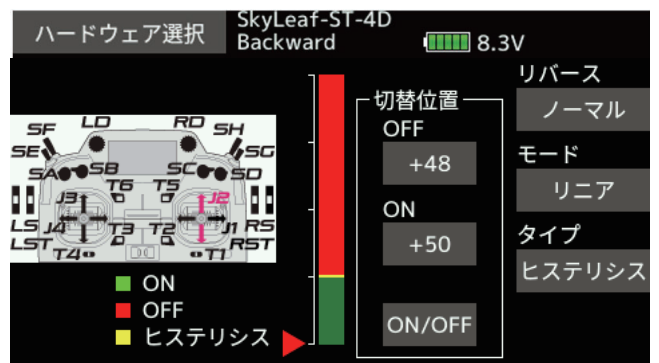 ハードウェア選択
SkyLeaf-ST-4D
Backward
8.3V
リバース
ノーマル
モード
リニア
タイプ
ヒステリシス
切替位置
OFF
+48
ON
+50
ON/OFF
LD
RD
SF
SH
SE
SG
SA
SB
SC
SD
T6
T5
J3
J2
LS
J4
T3
T2
J1
RS
LST
RST
T4
T1
ON
OFF
ヒステリシス